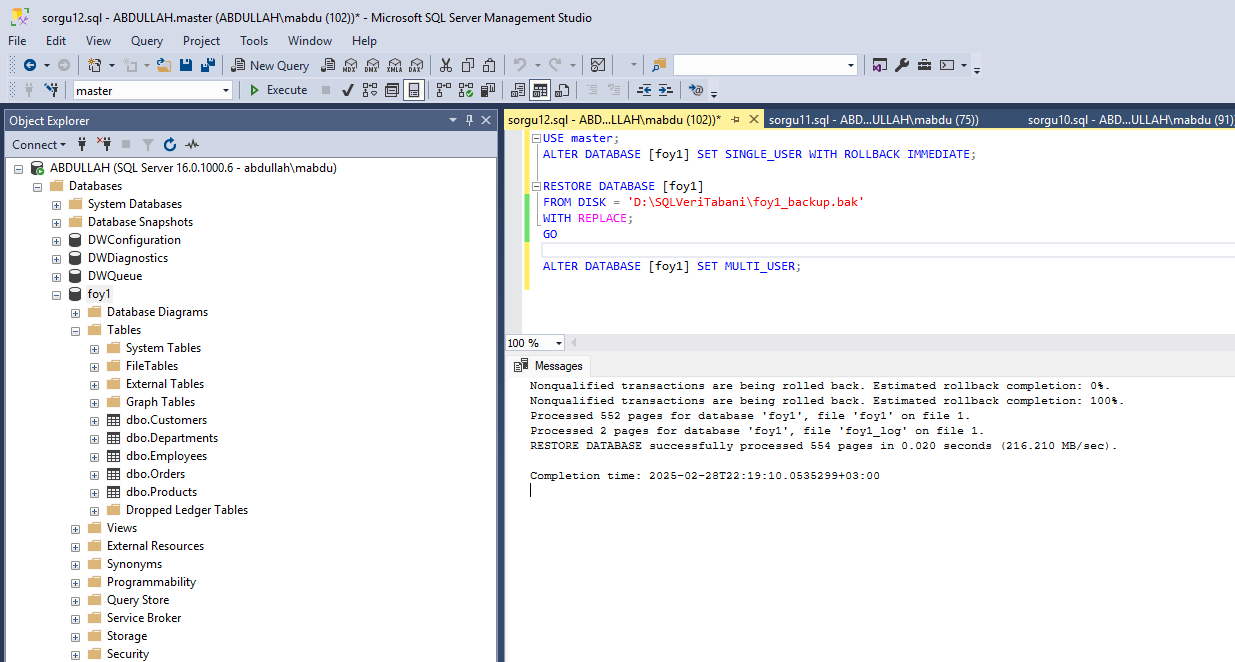 sorgu12.sql - ABDULLAH.master (ABDULLAH\mabdu (102))* - Microsoft SQL Server Management Studio
File Edit View Query Project Tools Window Help
New Query MDX DMX XMLA DAX
master Execute
Object Explorer
Connect
ABDULLAH (SQL Server 16.0.1000.6 - abdullah\mabdu)
Databases
System Databases
Database Snapshots
DWConfiguration
DWDiagnostics
DWQueue
foy1
Database Diagrams
Tables
System Tables
FileTables
External Tables
Graph Tables
dbo.Customers
dbo.Departments
dbo.Employees
dbo.Orders
dbo.Products
Dropped Ledger Tables
Views
External Resources
Synonyms
Programmability
Query Store
Service Broker
Storage
Security
sorgu12.sql - ABD...LLAH\mabdu (102))* sorgu11.sql - ABD...ULLAH\mabdu (75)) sorgu10.sql - ABD...ULLAH\mabdu (91)
USE master;
ALTER DATABASE [foy1] SET SINGLE_USER WITH ROLLBACK IMMEDIATE;
RESTORE DATABASE [foy1]
FROM DISK = 'D:\SQLVeriTabani\foy1_backup.bak'
WITH REPLACE;
GO
ALTER DATABASE [foy1] SET MULTI_USER;
100 %
Messages
Nonqualified transactions are being rolled back. Estimated rollback completion: 0%.
Nonqualified transactions are being rolled back. Estimated rollback completion: 100%.
Processed 552 pages for database 'foy1', file 'foy1' on file 1.
Processed 2 pages for database 'foy1', file 'foy1_log' on file 1.
RESTORE DATABASE successfully processed 554 pages in 0.020 seconds (216.210 MB/sec).
Completion time: 2025-02-28T22:19:10.0535299+03:00